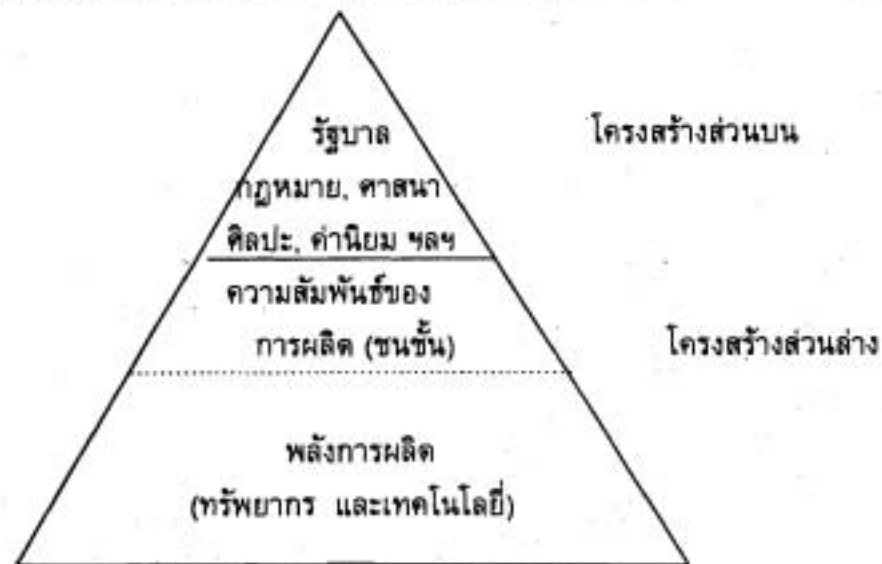 รัฐบาล
โครงสร้างส่วนบน
กฎหมาย, ศาสนา
ศิลปะ, ค่านิยม ฯลฯ
ความสัมพันธ์ของ
การผลิต (ชนชั้น)
โครงสร้างส่วนล่าง
พลังการผลิต
(ทรัพยากร และเทคโนโลยี่)